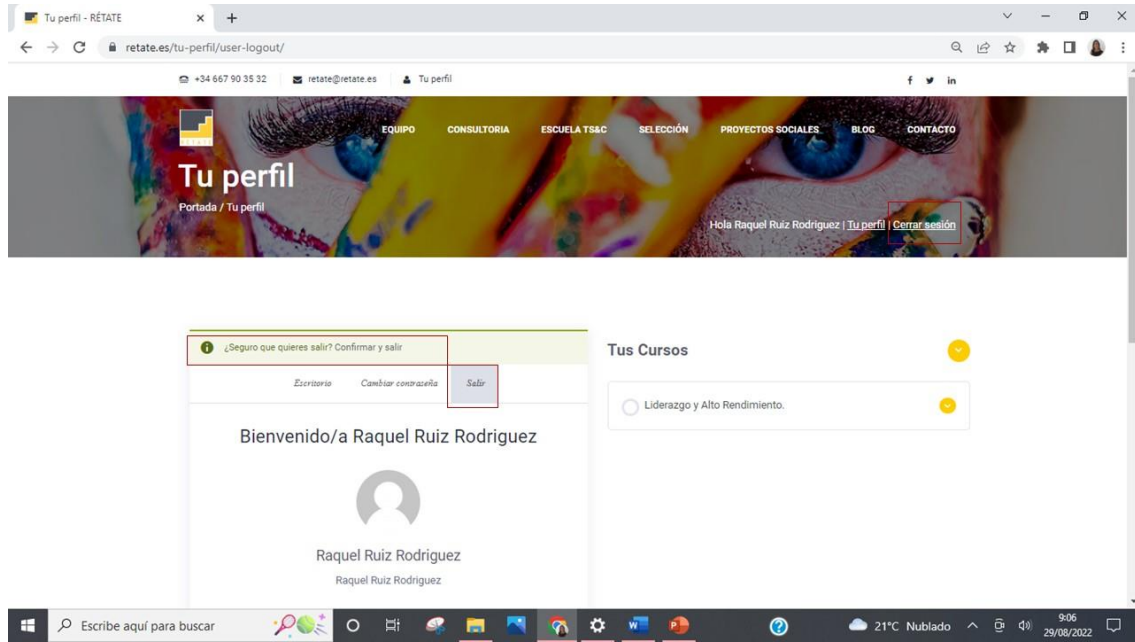 Tu perfil - RÉTATE
retate.es/tu-perfil/user-logout/
+34 667 90 35 32 retate@retate.es Tu perfil
RETATE
EQUIPO CONSULTORIA ESCUELA TS&C SELECCIÓN PROYECTOS SOCIALES BLOG CONTACTO
Tu perfil
Portada / Tu perfil
Hola Raquel Ruiz Rodriguez | Tu perfil | Cerrar sesión
¿Seguro que quieres salir? Confirmar y salir
Escritorio Cambiar contraseña Salir
Bienvenido/a Raquel Ruiz Rodriguez
Raquel Ruiz Rodriguez
Raquel Ruiz Rodriguez
Tus Cursos
Liderazgo y Alto Rendimiento.
Escribe aquí para buscar
21°C Nublado
9:06
29/08/2022